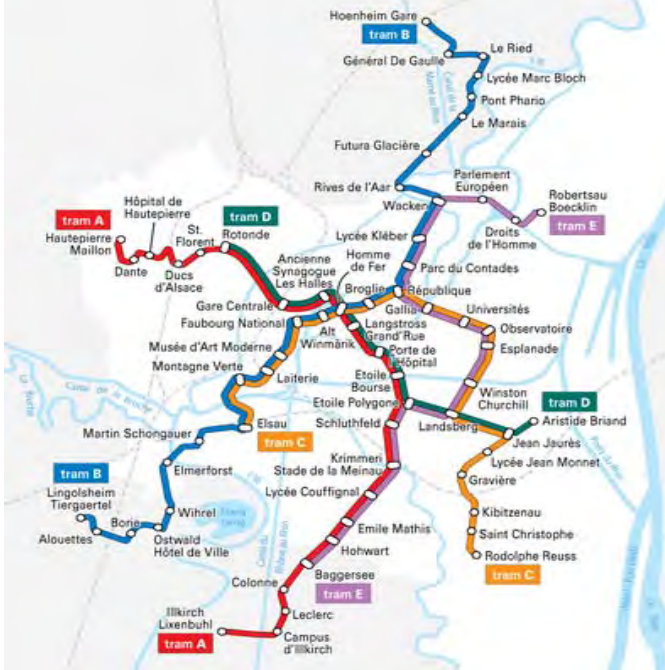 Hoenheim Gare
tram B
Le Ried
Général De Gaulle
Lycée Marc Bloch
Pont Phario
Le Marais
Futura Glacière
Rives de l'Aar
Parlement
Européen
Wacken
Robertsau
Boecklin
tram E
Droits
de l'Homme
Lycée Kléber
Parc du Contades
tram A
Hautepierre
Maillon
Hôpital de
Hautepierre
Dante
St.
Florent
Ducs
d'Alsace
tram D
Rotonde
Ancienne
Synagogue
Les Halles
Homme
de Fer
Gare Centrale
Faubourg National
Broglie
République
Gallia
Universités
Observatoire
Esplanade
Alt
Winmärik
Langstross
Grand'Rue
Porte de
l'Hôpital
Musée d'Art Moderne
Montagne Verte
Laiterie
Etoile
Bourse
Etoile Polygone
Winston
Churchill
Landsberg
tram D
Aristide Briand
Jean Jaurès
Elsau
tram C
Martin Schongauer
Schluthfeld
Krimmeri
Stade de la Meinau
Lycée Jean Monnet
Gravière
Elmerforst
tram B
Lingolsheim
Tiergaertel
Alouettes
Borie
Wihrel
Ostwald
Hôtel de Ville
Lycée Couffignal
Kibitzenau
Saint Christophe
Rodolphe Reuss
tram C
Emile Mathis
Hohwart
Baggersee
tram E
Colonne
Leclerc
Illkirch
Lixenbuhl
tram A
Campus
d'Illkirch